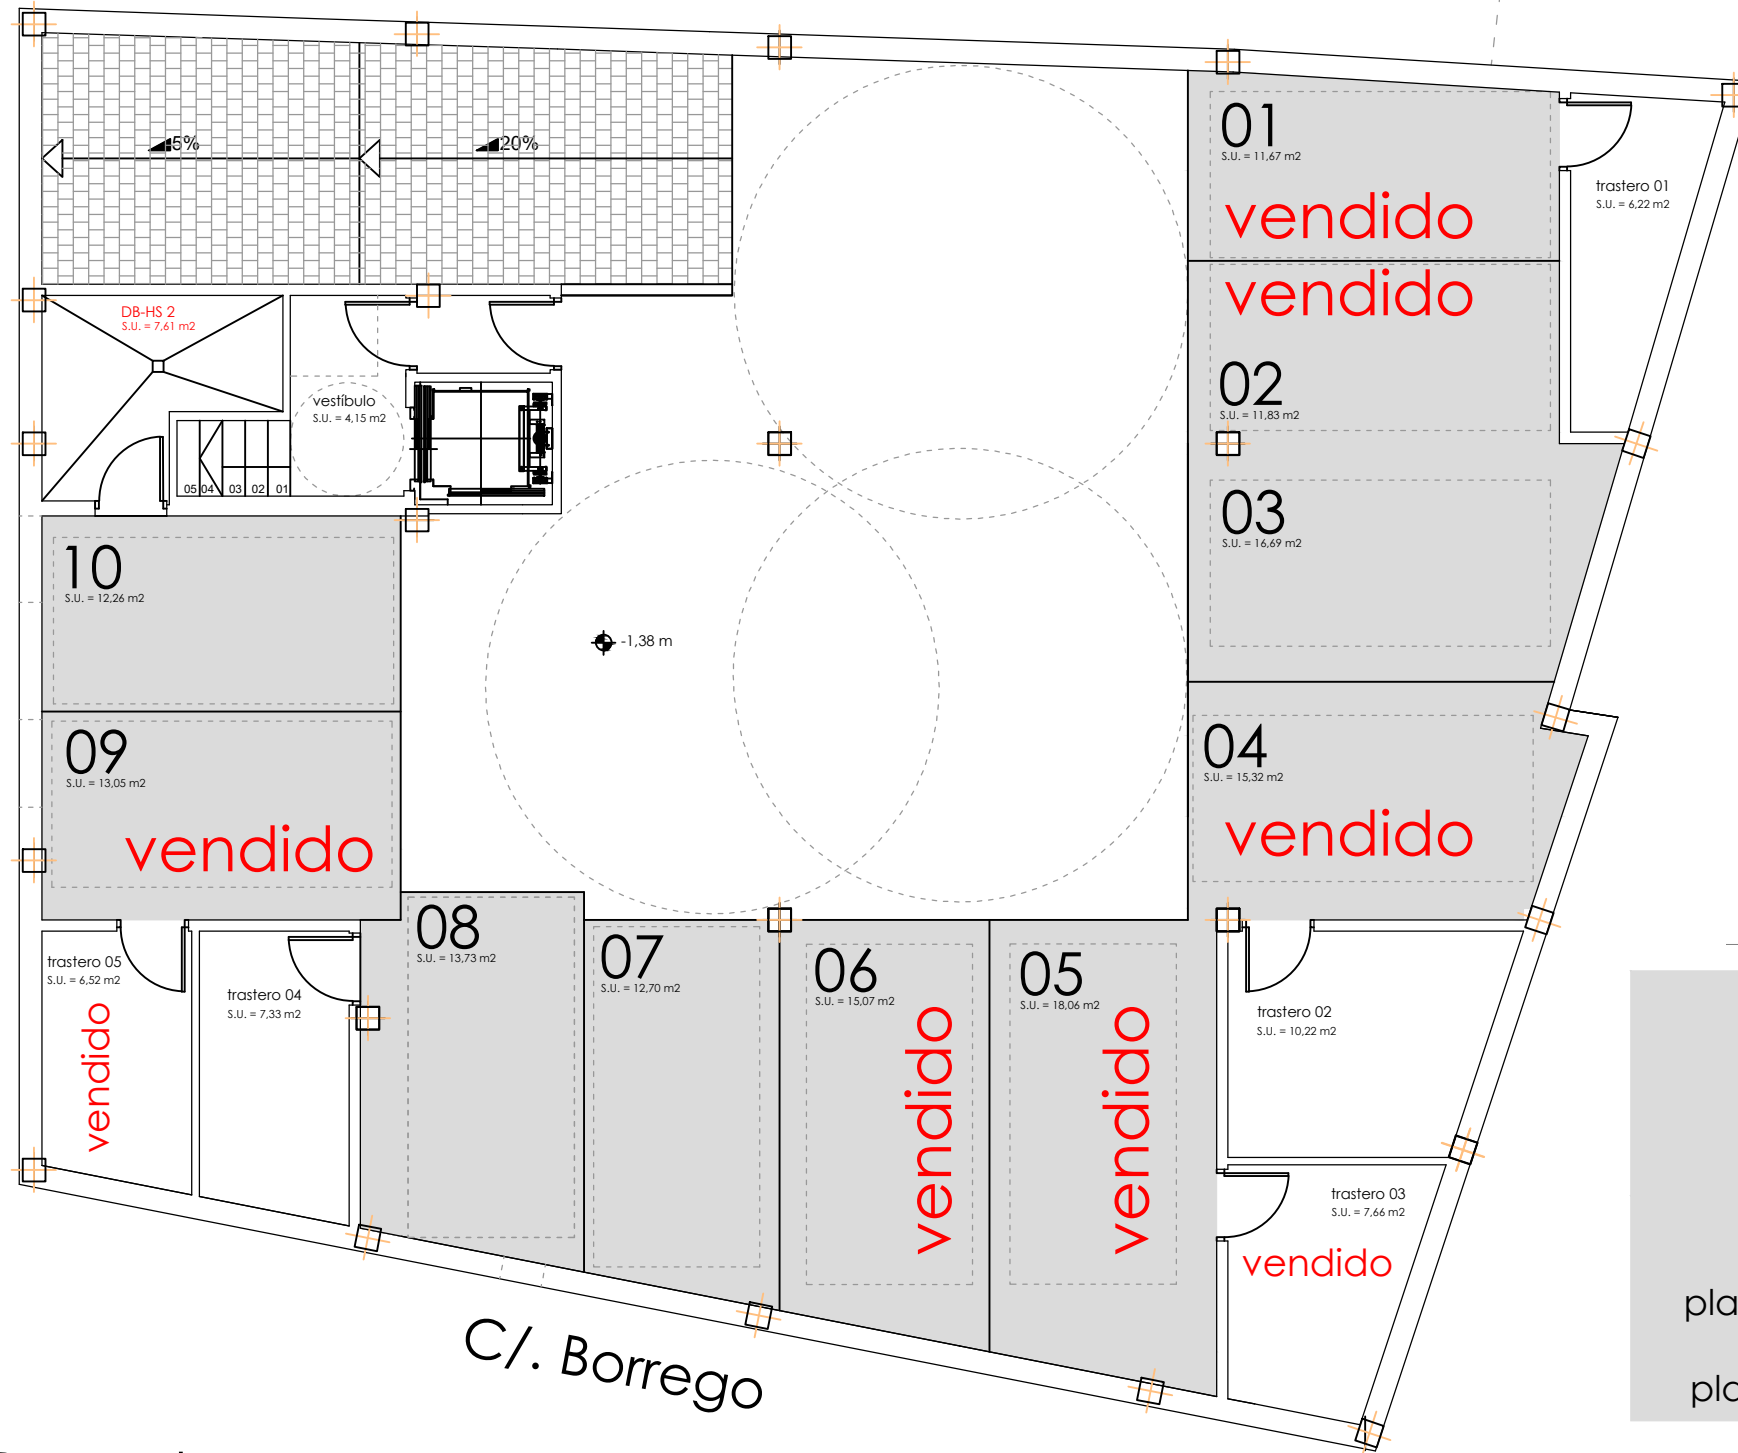 5%
20%
01
S.U. = 11,67 m2
vendido
trastero 01
S.U. = 6,22 m2
vendido
02
S.U. = 11,83 m2
DB-HS 2
S.U. = 7,61 m2
vestíbulo
S.U. = 4,15 m2
05 04 03 02 01
03
S.U. = 16,69 m2
10
S.U. = 12,26 m2
-1,38 m
09
S.U. = 13,05 m2
vendido
04
S.U. = 15,32 m2
vendido
08
S.U. = 13,73 m2
07
S.U. = 12,70 m2
06
S.U. = 15,07 m2
vendido
05
S.U. = 18,06 m2
vendido
trastero 05
S.U. = 6,52 m2
vendido
trastero 04
S.U. = 7,33 m2
trastero 02
S.U. = 10,22 m2
trastero 03
S.U. = 7,66 m2
vendido
C/. Borrego
pla